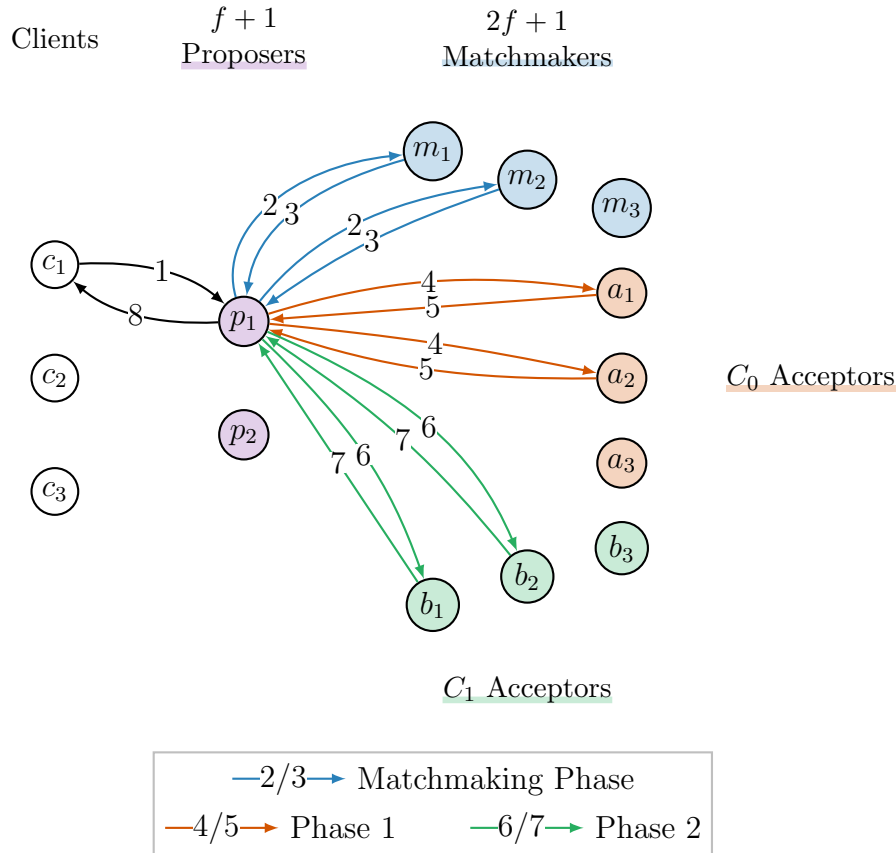 Clients
f + 1
Proposers
2f + 1
Matchmakers
m1
m2
m3
2
3
2
3
c1
1
8
p1
4
5
a1
4
5
a2
C0 Acceptors
c2
p2
6
7
6
7
a3
c3
b3
b2
b1
C1 Acceptors
2/3 Matchmaking Phase
4/5 Phase 1
6/7 Phase 2